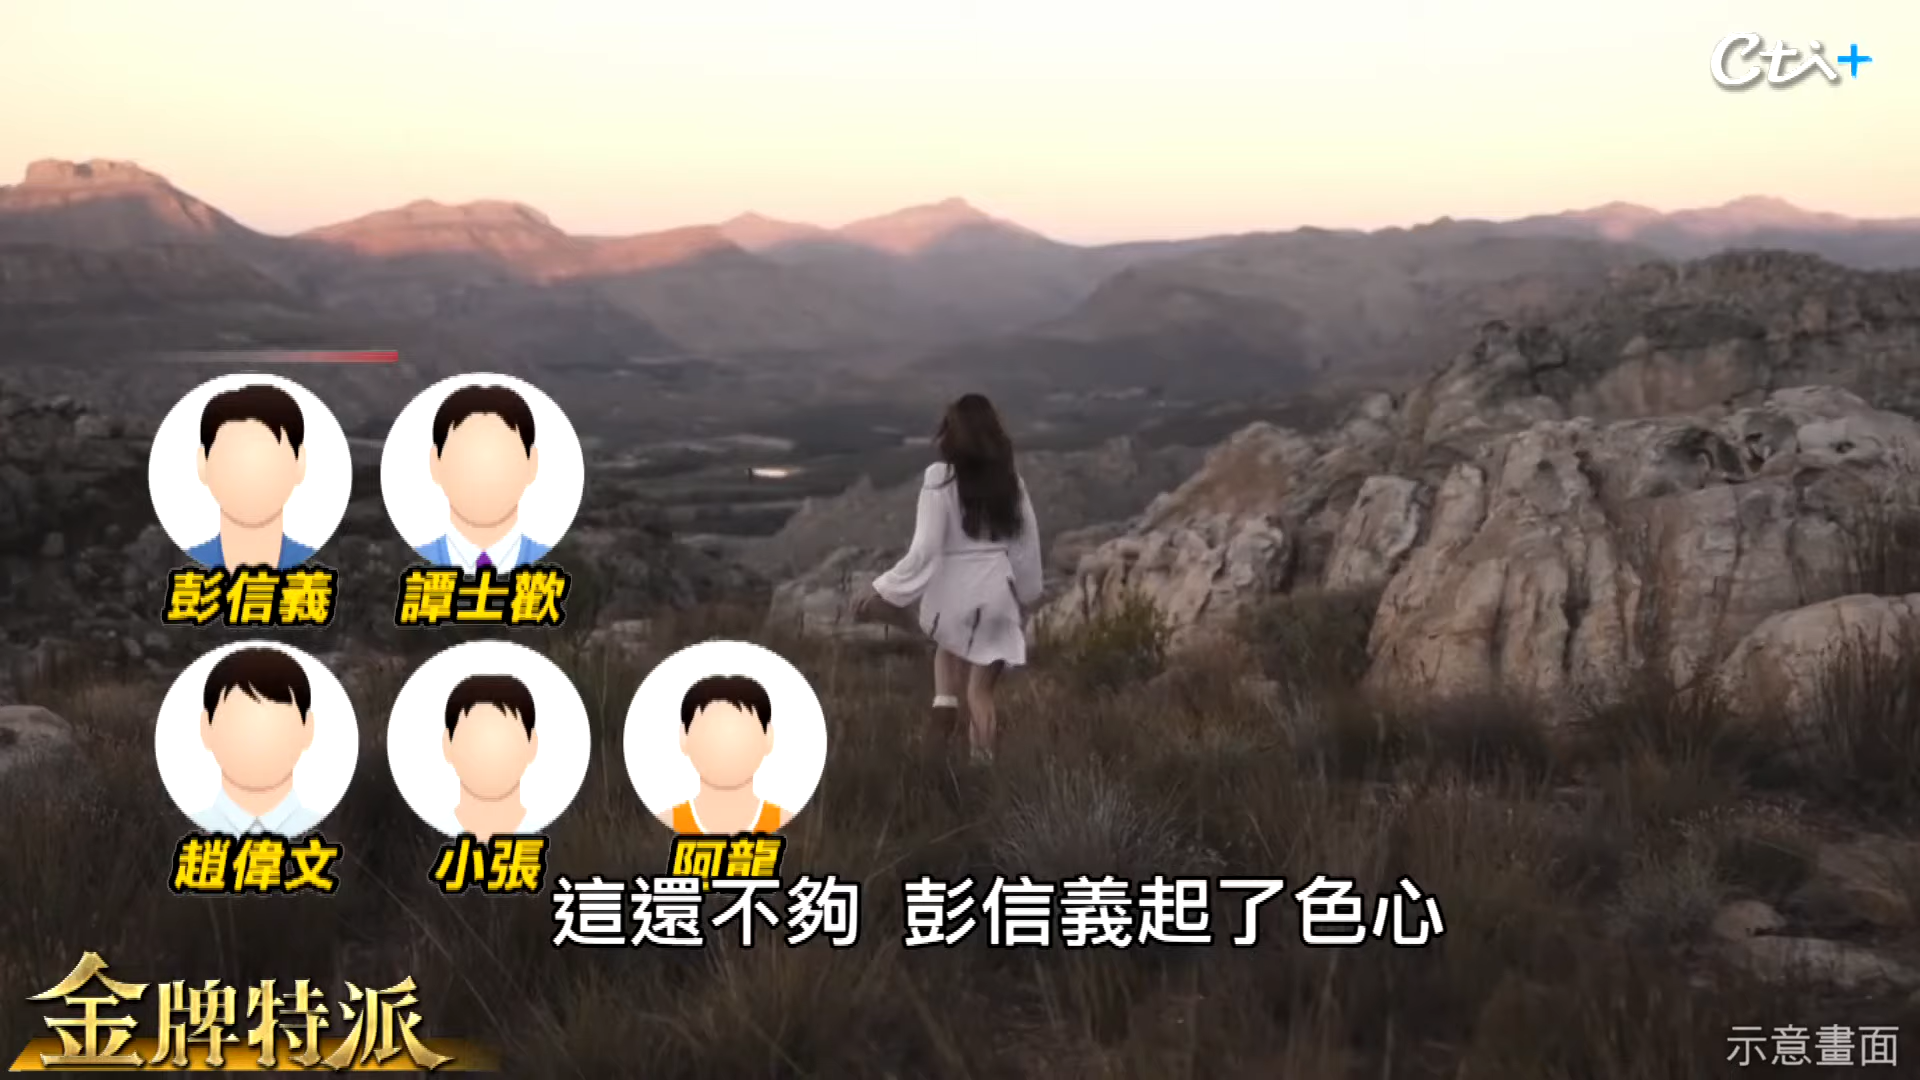 Cti+
彭信義
譚士歡
趙偉文
小張
阿龍
這還不夠 彭信義起了色心
金牌特派
示意畫面